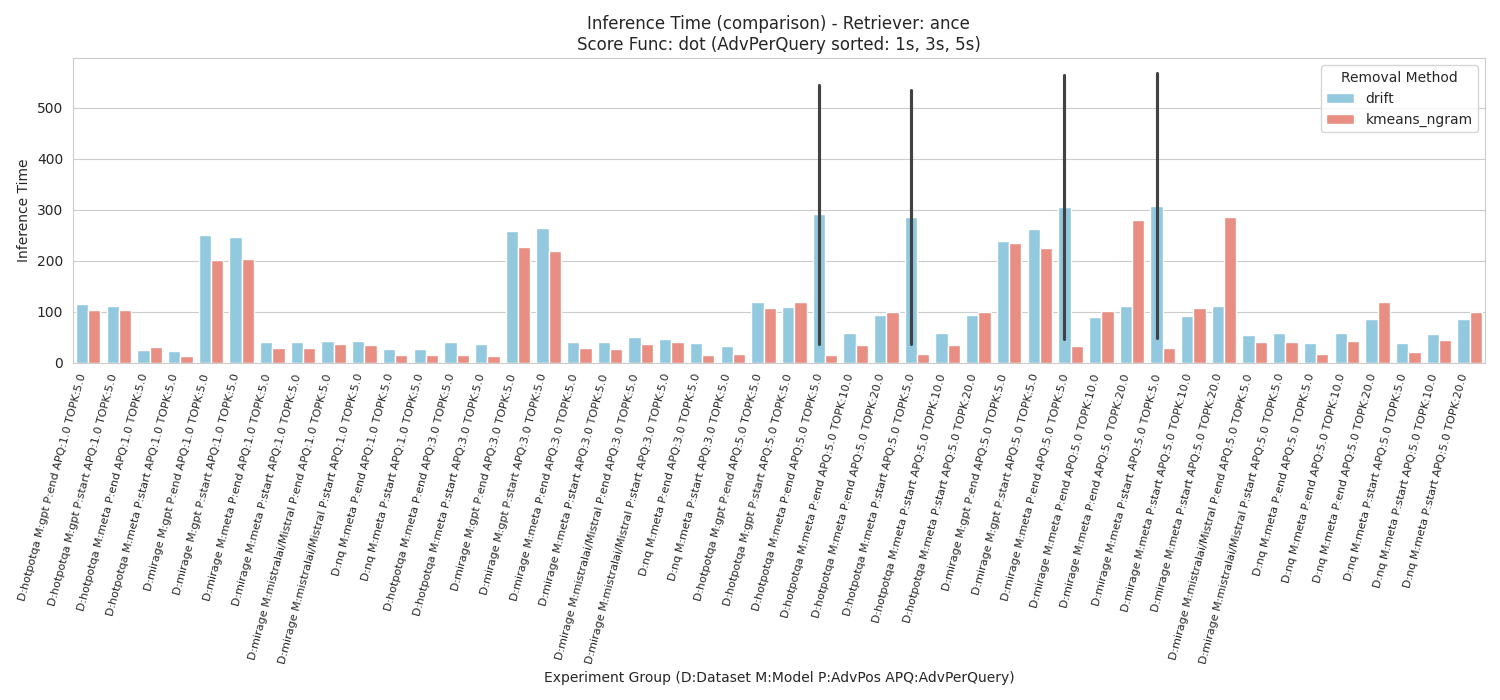 Inference Time (comparison) - Retriever: ance
Score Func: dot (AdvPerQuery sorted: 1s, 3s, 5s)
Removal Method
drift
kmeans_ngram
Inference Time
500
400
300
200
100
0
D:hotpotqa M:gpt P:end APQ:1.0 TOPK:5.0
D:hotpotqa M:gpt P:start APQ:1.0 TOPK:5.0
D:hotpotqa M:meta P:end APQ:1.0 TOPK:5.0
D:hotpotqa M:meta P:start APQ:1.0 TOPK:5.0
D:mirage M:gpt P:end APQ:1.0 TOPK:5.0
D:mirage M:gpt P:start APQ:1.0 TOPK:5.0
D:mirage M:meta P:end APQ:1.0 TOPK:5.0
D:mirage M:meta P:start APQ:1.0 TOPK:5.0
D:mirage M:mistralai/Mistral P:end APQ:1.0 TOPK:5.0
D:mirage M:mistralai/Mistral P:start APQ:1.0 TOPK:5.0
D:nq M:meta P:end APQ:1.0 TOPK:5.0
D:nq M:meta P:start APQ:1.0 TOPK:5.0
D:hotpotqa M:meta P:end APQ:3.0 TOPK:5.0
D:hotpotqa M:meta P:start APQ:3.0 TOPK:5.0
D:mirage M:gpt P:end APQ:3.0 TOPK:5.0
D:mirage M:gpt P:start APQ:3.0 TOPK:5.0
D:mirage M:meta P:end APQ:3.0 TOPK:5.0
D:mirage M:meta P:start APQ:3.0 TOPK:5.0
D:mirage M:mistralai/Mistral P:end APQ:3.0 TOPK:5.0
D:mirage M:mistralai/Mistral P:start APQ:3.0 TOPK:5.0
D:nq M:meta P:end APQ:3.0 TOPK:5.0
D:nq M:meta P:start APQ:3.0 TOPK:5.0
D:hotpotqa M:gpt P:end APQ:5.0 TOPK:5.0
D:hotpotqa M:gpt P:start APQ:5.0 TOPK:5.0
D:hotpotqa M:meta P:end APQ:5.0 TOPK:5.0
D:hotpotqa M:meta P:end APQ:5.0 TOPK:10.0
D:hotpotqa M:meta P:end APQ:5.0 TOPK:20.0
D:hotpotqa M:meta P:start APQ:5.0 TOPK:5.0
D:hotpotqa M:meta P:start APQ:5.0 TOPK:10.0
D:hotpotqa M:meta P:start APQ:5.0 TOPK:20.0
D:mirage M:gpt P:end APQ:5.0 TOPK:5.0
D:mirage M:gpt P:start APQ:5.0 TOPK:5.0
D:mirage M:meta P:end APQ:5.0 TOPK:5.0
D:mirage M:meta P:end APQ:5.0 TOPK:10.0
D:mirage M:meta P:end APQ:5.0 TOPK:20.0
D:mirage M:meta P:start APQ:5.0 TOPK:5.0
D:mirage M:meta P:start APQ:5.0 TOPK:10.0
D:mirage M:meta P:start APQ:5.0 TOPK:20.0
D:mirage M:mistralai/Mistral P:end APQ:5.0 TOPK:5.0
D:mirage M:mistralai/Mistral P:start APQ:5.0 TOPK:5.0
D:nq M:meta P:end APQ:5.0 TOPK:5.0
D:nq M:meta P:end APQ:5.0 TOPK:10.0
D:nq M:meta P:end APQ:5.0 TOPK:20.0
D:nq M:meta P:start APQ:5.0 TOPK:5.0
D:nq M:meta P:start APQ:5.0 TOPK:10.0
D:nq M:meta P:start APQ:5.0 TOPK:20.0
Experiment Group (D:Dataset M:Model P:AdvPos APQ:AdvPerQuery)